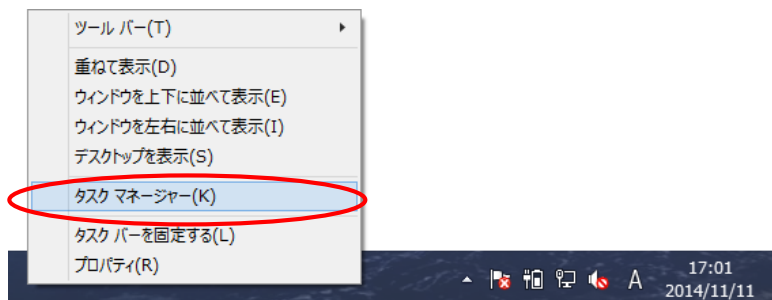 ツール バー(T)
重ねて表示(D)
ウィンドウを上下に並べて表示(E)
ウィンドウを左右に並べて表示(I)
デスクトップを表示(S)
タスク マネージャー(K)
タスク バーを固定する(L)
プロパティ(R)
A
17:01
2014/11/11